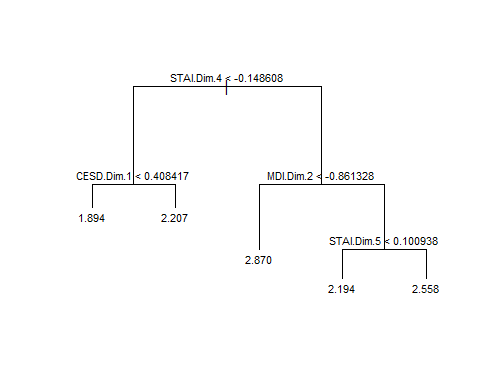 STAI.Dim.4 < -0.148608
CESD.Dim.1 < 0.408417
MDI.Dim.2 < -0.861328
1.894
2.207
STAI.Dim.5 < 0.100938
2.870
2.194
2.558